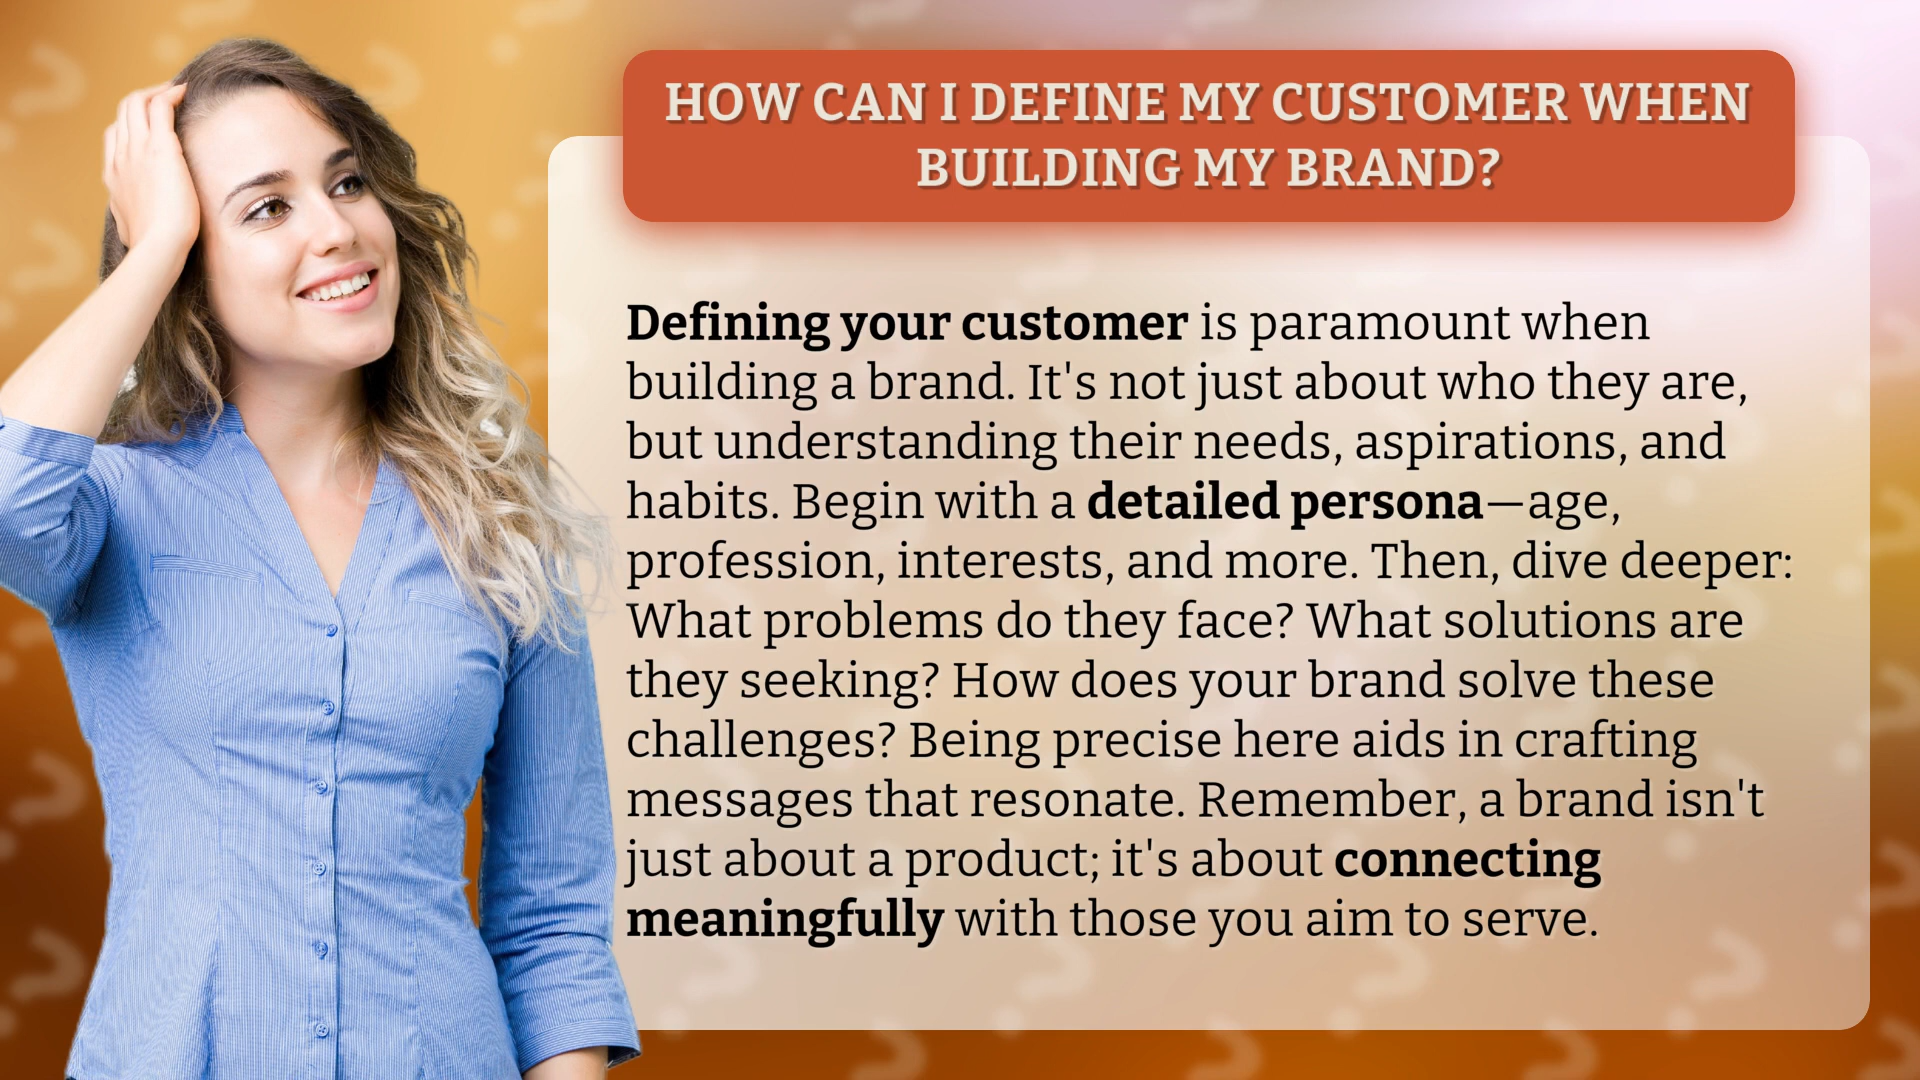 HOW CAN I DEFINE MY CUSTOMER WHEN
BUILDING MY BRAND?
Defining your customer is paramount when
building a brand. It's not just about who they are,
but understanding their needs, aspirations, and
habits. Begin with a detailed persona—age,
profession, interests, and more. Then, dive deeper:
What problems do they face? What solutions are
they seeking? How does your brand solve these
challenges? Being precise here aids in crafting
messages that resonate. Remember, a brand isn't
just about a product; it's about connecting
meaningfully with those you aim to serve.